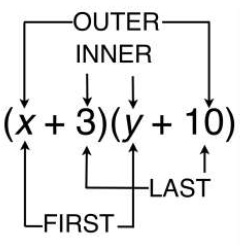 OUTER
INNER
(x + 3)(y + 10)
LAST
FIRST